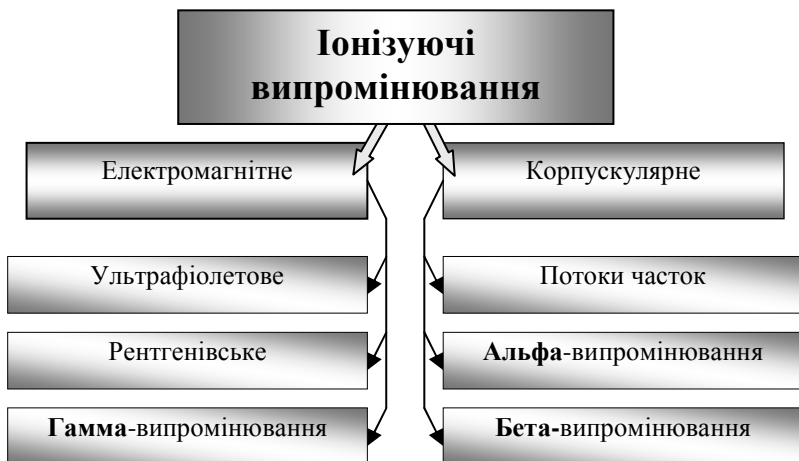 Іонізуючі
випромінювання
Електромагнітне
Корпускулярне
Ультрафіолетове
Потоки часток
Рентгенівське
Альфа-випромінювання
Гамма-випромінювання
Бета-випромінювання